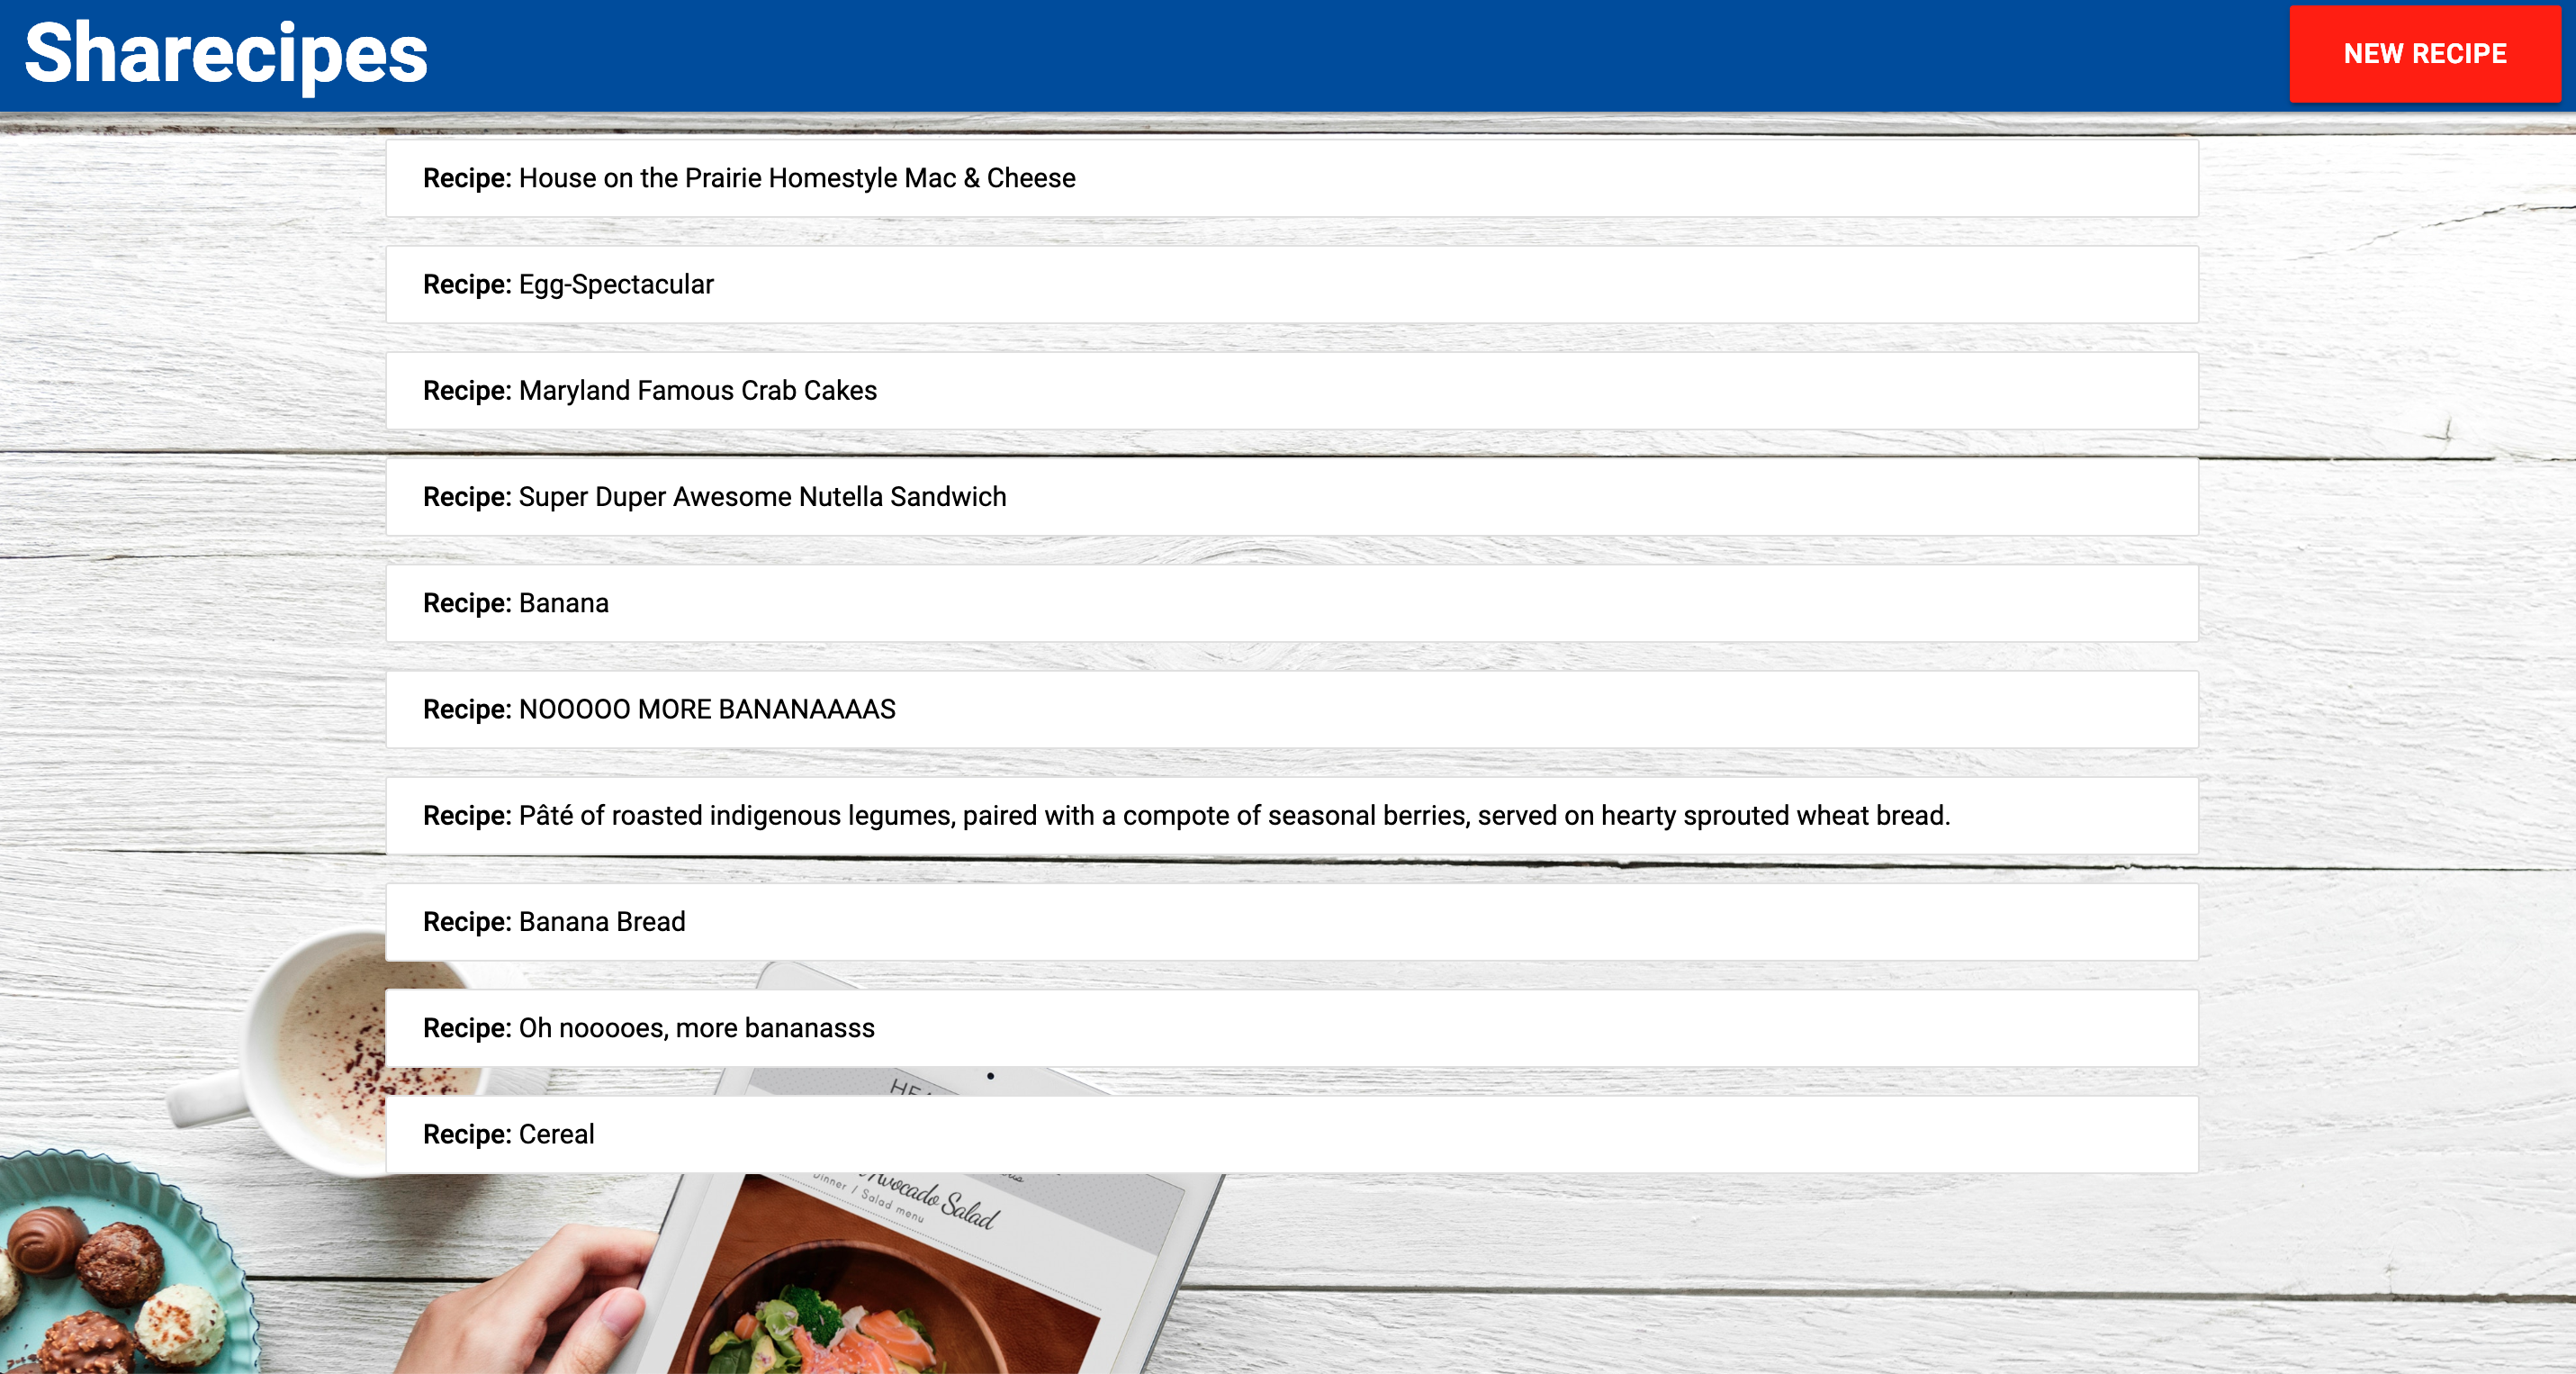 Sharecipes
NEW RECIPE
Recipe: House on the Prairie Homestyle Mac & Cheese
Recipe: Egg-Spectacular
Recipe: Maryland Famous Crab Cakes
Recipe: Super Duper Awesome Nutella Sandwich
Recipe: Banana
Recipe: NOOOOO MORE BANANAAAAS
Recipe: Pâté of roasted indigenous legumes, paired with a compote of seasonal berries, served on hearty sprouted wheat bread.
Recipe: Banana Bread
Recipe: Oh nooooes, more bananasss
Recipe: Cereal
Avocado Salad
Dinner / Salad menu